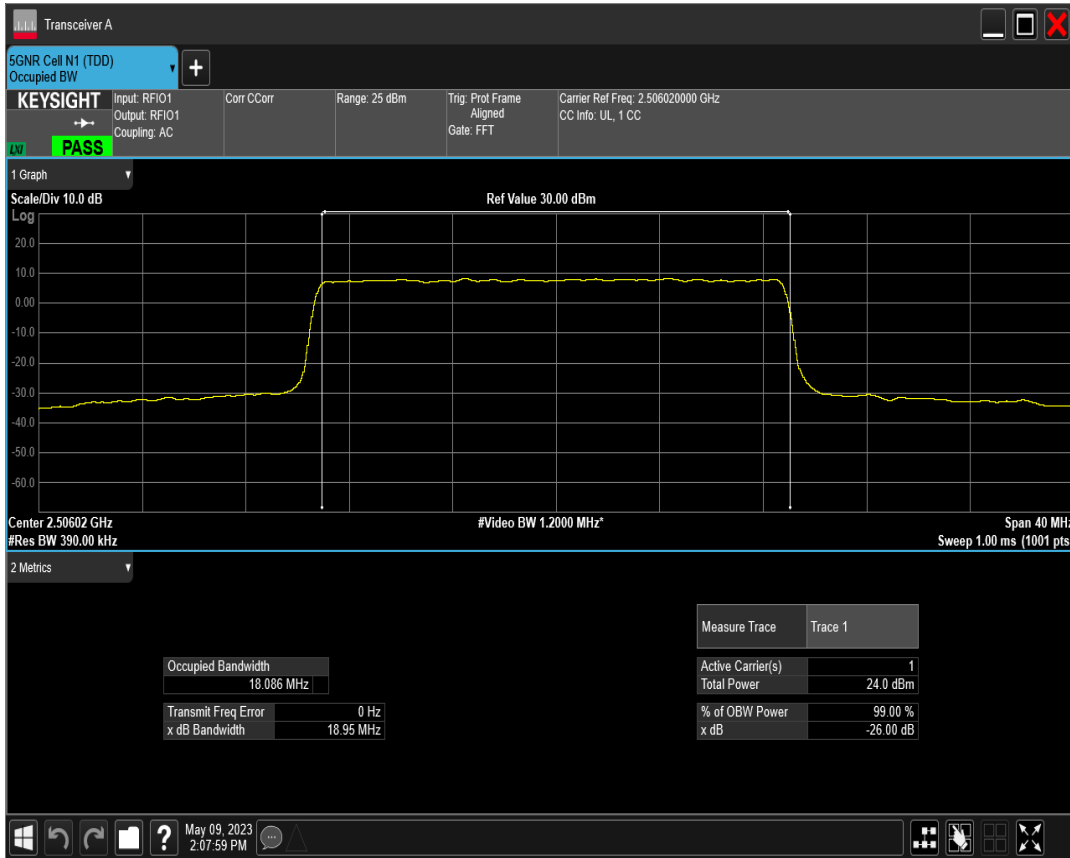 Transceiver A
5GNR Cell N1 (TDD)
Occupied BW
+
KEYSIGHT
LXI
PASS
Input: RFIO1
Output: RFIO1
Coupling: AC
Corr CCorr
Range: 25 dBm
Trig: Prot Frame
Aligned
Gate: FFT
Carrier Ref Freq: 2.506020000 GHz
CC Info: UL, 1 CC
1 Graph
Scale/Div 10.0 dB
Ref Value 30.00 dBm
Log
20.0
10.0
0.00
-10.0
-20.0
-30.0
-40.0
-50.0
-60.0
Center 2.50602 GHz
#Video BW 1.2000 MHz*
Span 40 MHz
#Res BW 390.00 kHz
Sweep 1.00 ms (1001 pts
2 Metrics
Measure Trace Trace 1
Occupied Bandwidth
18.086 MHz
Active Carrier(s) 1
Total Power 24.0 dBm
Transmit Freq Error 0 Hz
x dB Bandwidth 18.95 MHz
% of OBW Power 99.00 %
x dB -26.00 dB
?
May 09, 2023
2:07:59 PM